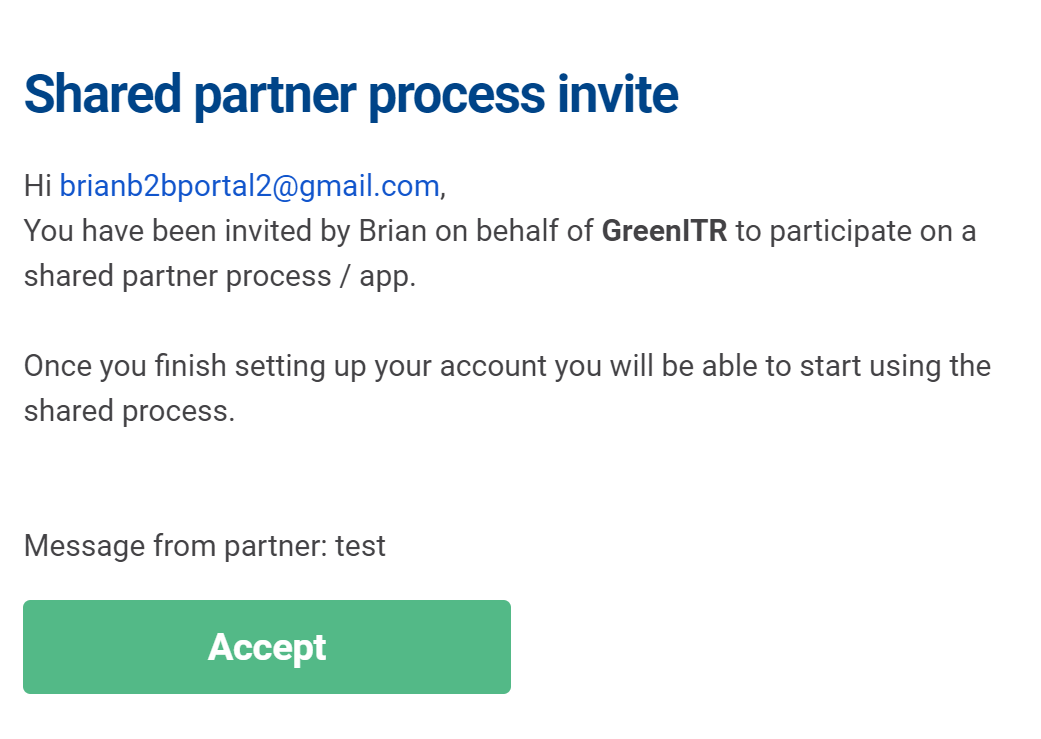 Shared partner process invite
Hi brianb2bportal2@gmail.com,
You have been invited by Brian on behalf of GreenITR to participate on a
shared partner process / app.
Once you finish setting up your account you will be able to start using the
shared process.
Message from partner: test
Accept